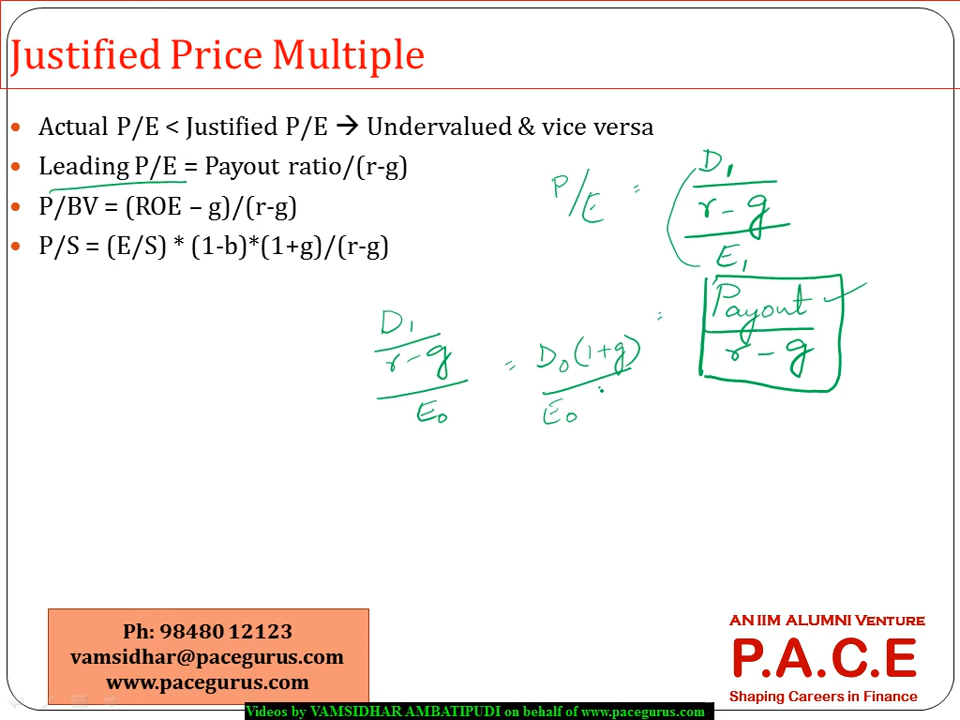 Justified Price Multiple
• Actual P/E < Justified P/E → Undervalued & vice versa
• Leading P/E = Payout ratio/(r-g)
• P/BV = (ROE – g)/(r-g)
• P/S = (E/S) * (1-b)*(1+g)/(r-g)
P/E = D₁
r - g
E₁
= Payout
r - g
D₁
r - g
E₀
= D₀(1+g)
E₀
Ph: 98480 12123
vamsidhar@pacegurus.com
www.pacegurus.com
AN IIM ALUMNI VENTURE
P.A.C.E
Shaping Careers in Finance
Videos by VAMSIDHAR AMBATIPUDI on behalf of www.pacegurus.com